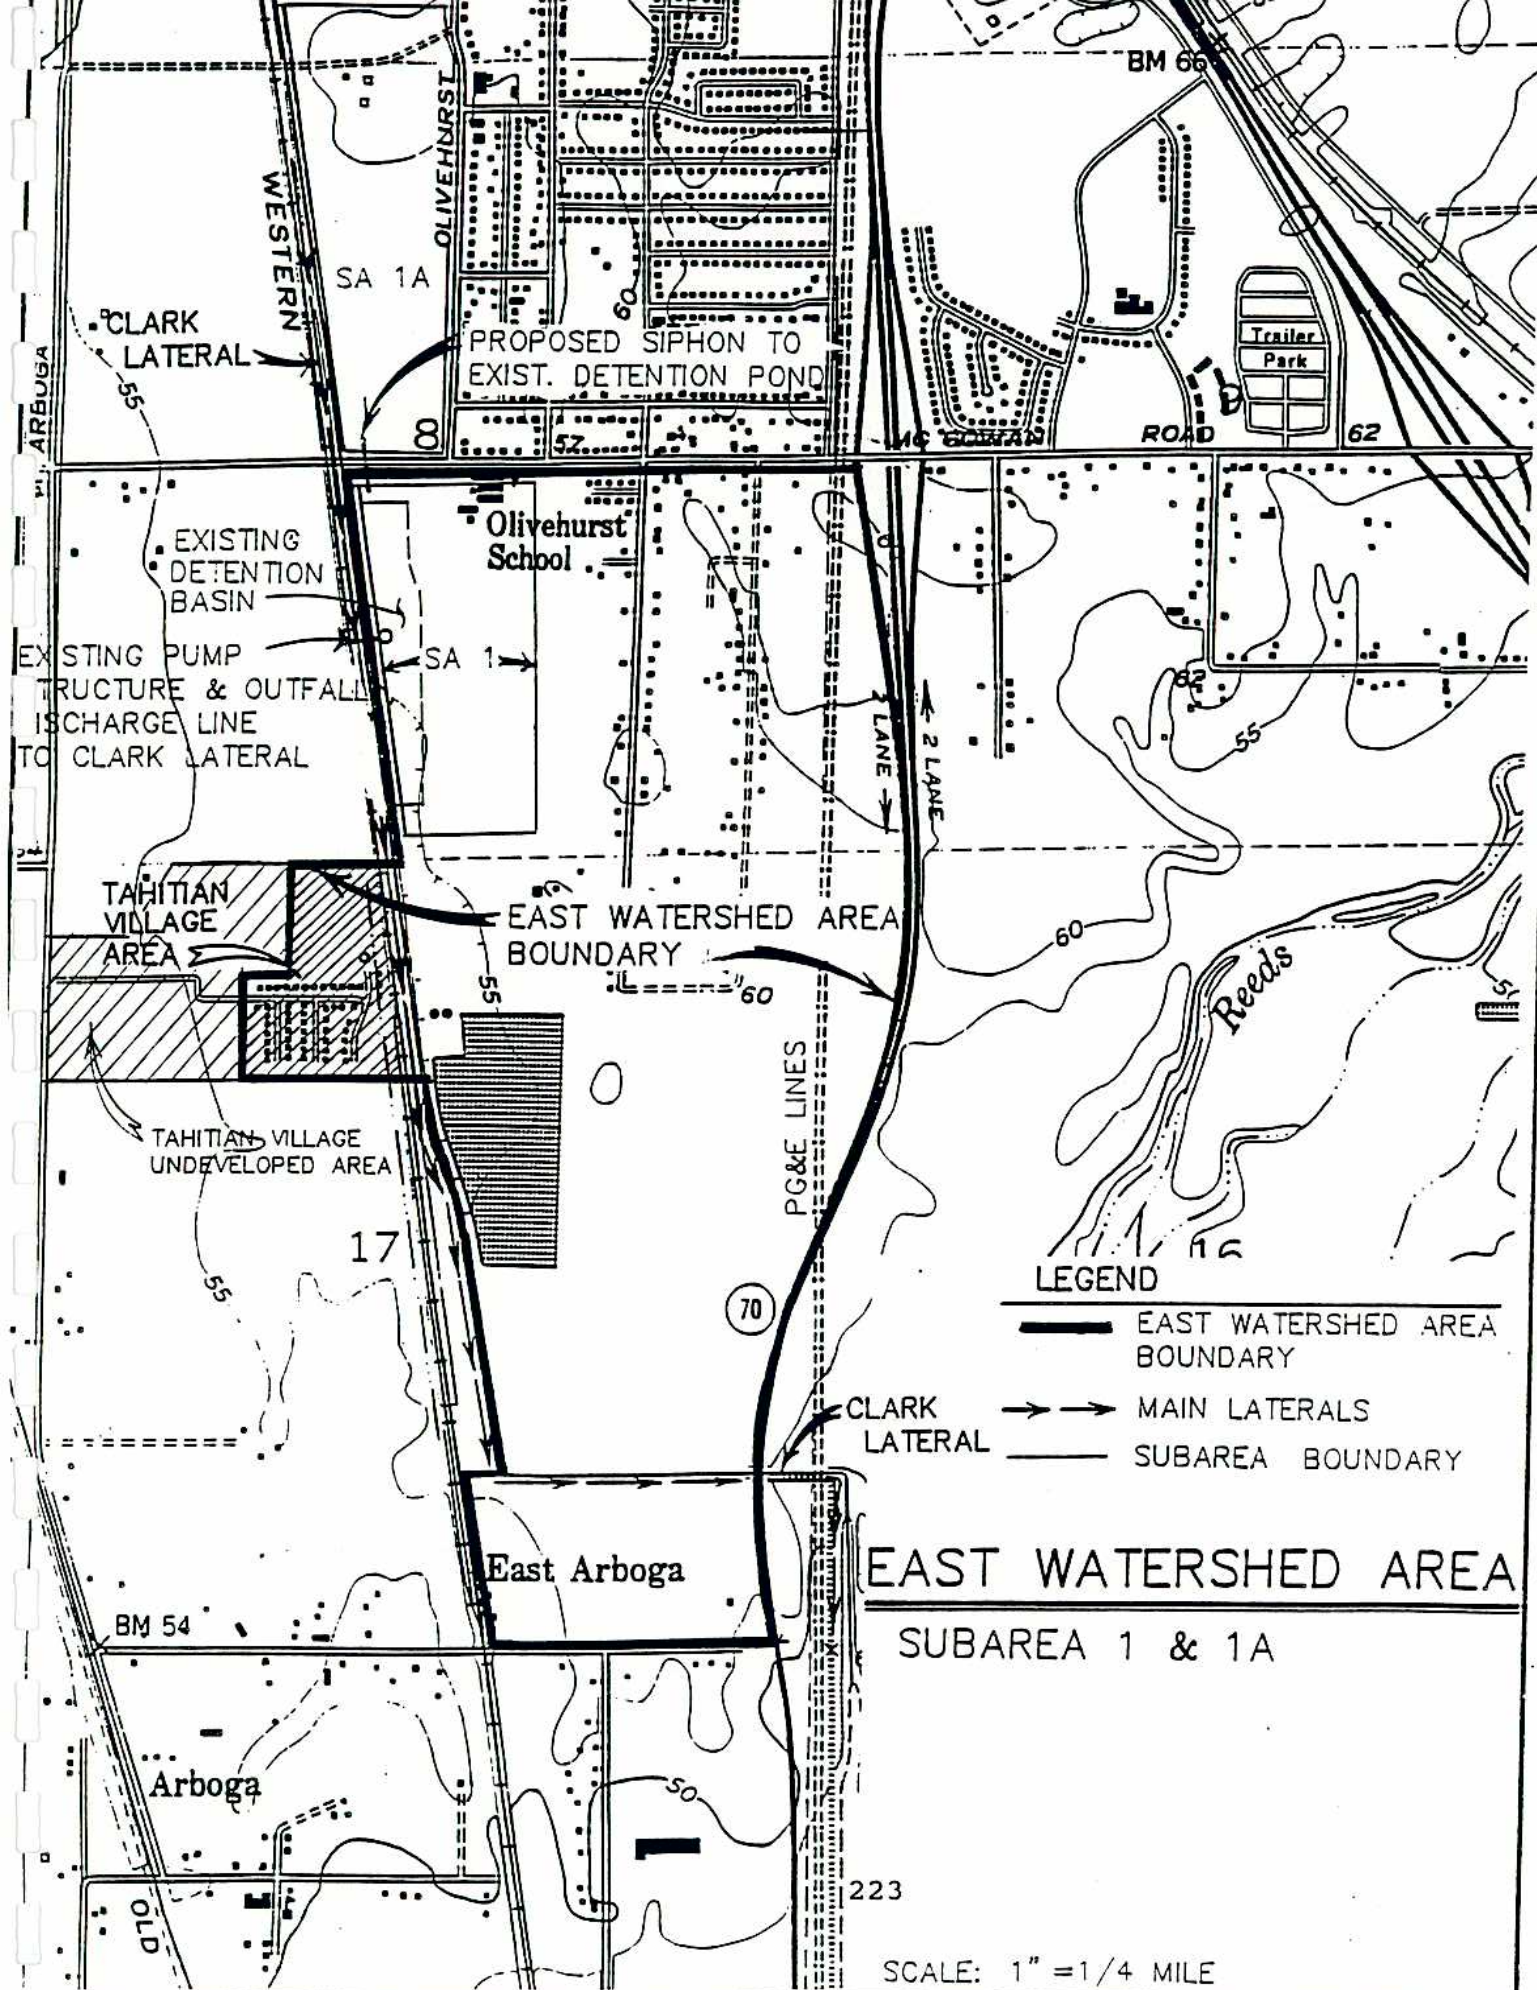 BM 66
OLIVEHURST
WESTERN
SA 1A
60
CLARK
LATERAL
PROPOSED SIPHON TO
EXIST. DETENTION POND
Trailer
Park
ARBOGA
55
8
57
MC GOWAN ROAD
62
EXISTING
DETENTION
BASIN
Olivehurst
School
EXISTING PUMP
TRUCTURE & OUTFALL
ISCHARGE LINE
TO CLARK LATERAL
SA 1
62
2 LANE
2 LANE
55
TAHITIAN
VILLAGE
AREA
EAST WATERSHED AREA
BOUNDARY
60
55
60
Reeds
PG&E LINES
TAHITIAN VILLAGE
UNDEVELOPED AREA
17
16
55
70
LEGEND
EAST WATERSHED AREA
BOUNDARY
MAIN LATERALS
SUBAREA BOUNDARY
CLARK
LATERAL
East Arboga
EAST WATERSHED AREA
SUBAREA 1 & 1A
BM 54
Arboga
50
OLD
223
SCALE: 1" =1/4 MILE